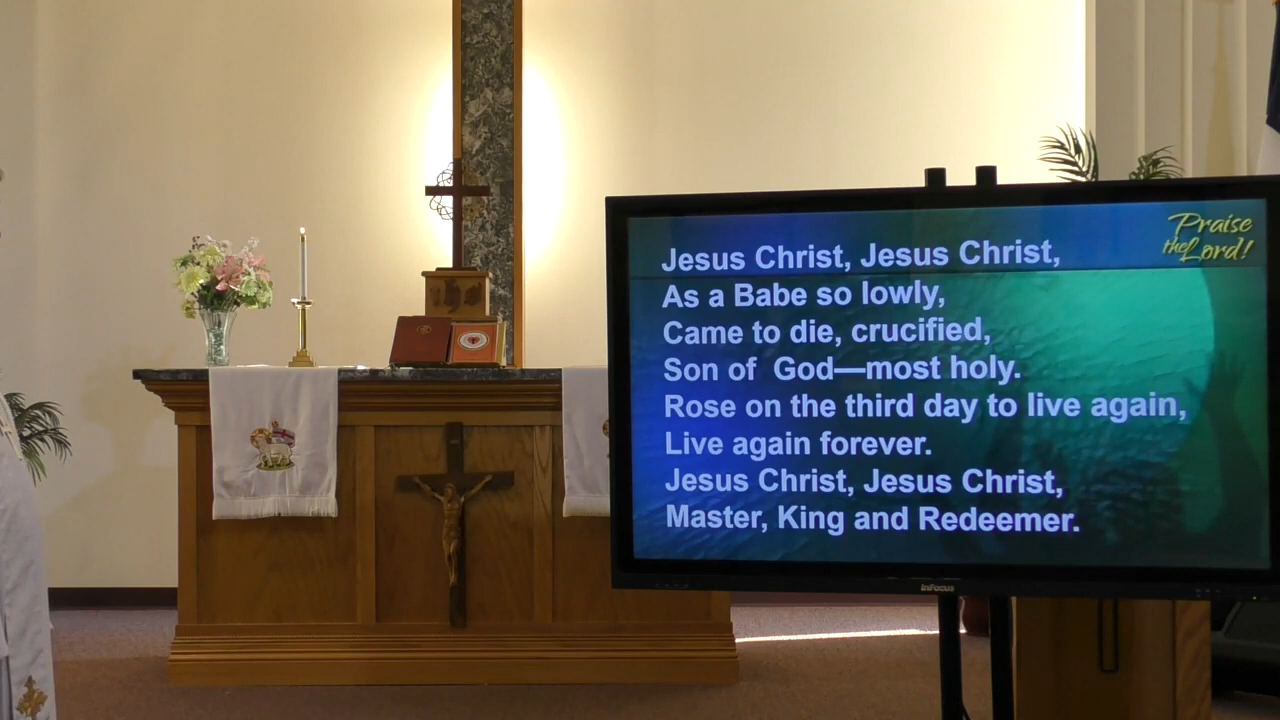 Praise
the Lord!
Jesus Christ, Jesus Christ,
As a Babe so lowly,
Came to die, crucified,
Son of God—most holy.
Rose on the third day to live again,
Live again forever.
Jesus Christ, Jesus Christ,
Master, King and Redeemer.
InFocus